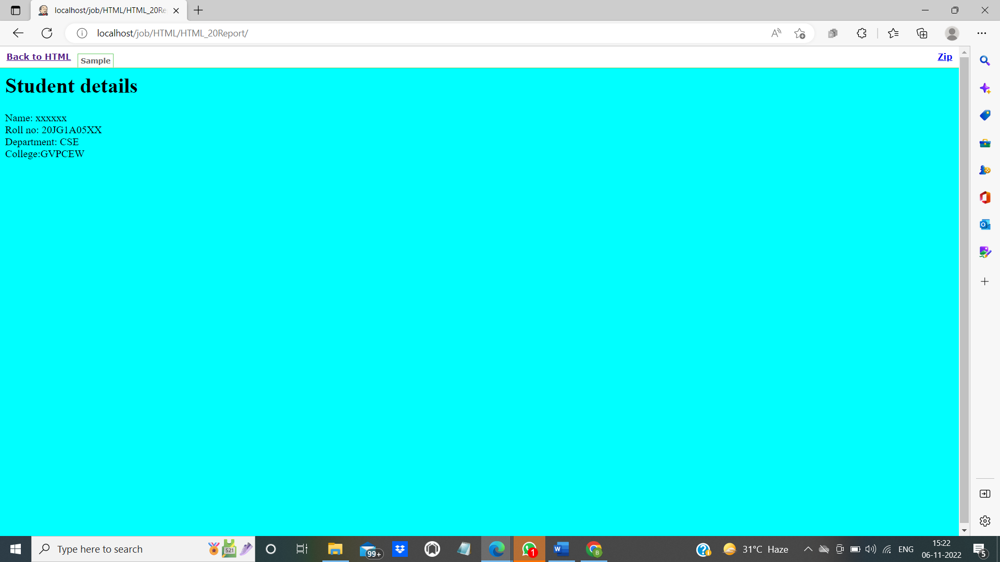 localhost/job/HTML/HTML_20Re
localhost/job/HTML/HTML_20Report/
Back to HTML
Sample
Zip
Student details
Name: xxxxxx
Roll no: 20JG1A05XX
Department: CSE
College:GVPCEW
Type here to search
521
99+
1
W
B
31°C Haze
ENG
15:22
06-11-2022
5